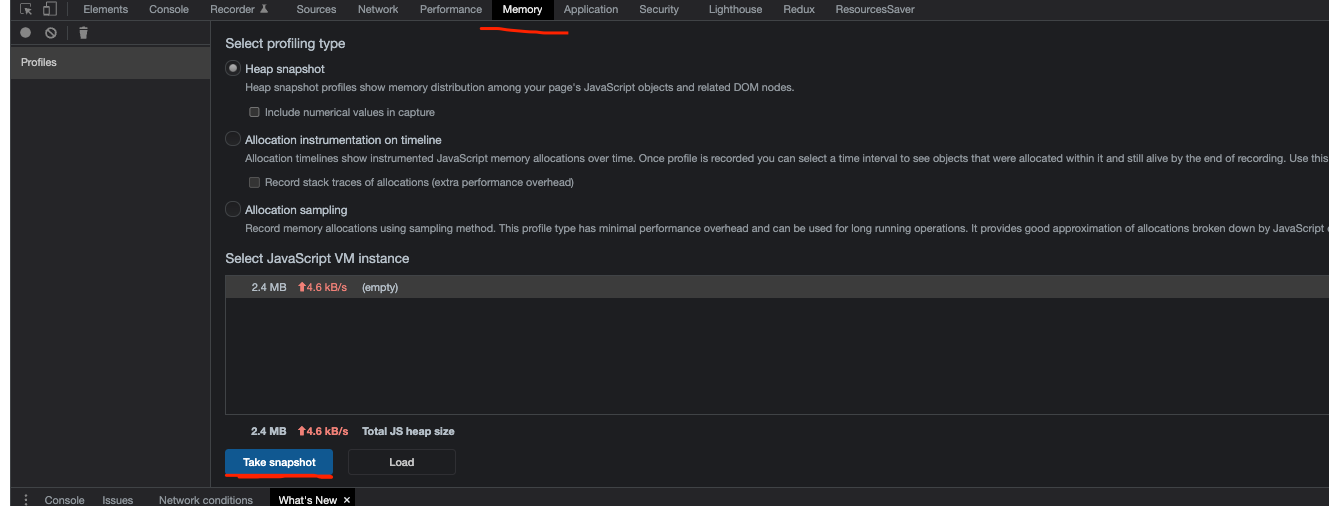 Elements Console Recorder Sources Network Performance Memory Application Security Lighthouse Redux ResourcesSaver
Profiles
Select profiling type
Heap snapshot
Heap snapshot profiles show memory distribution among your page's JavaScript objects and related DOM nodes.
Include numerical values in capture
Allocation instrumentation on timeline
Allocation timelines show instrumented JavaScript memory allocations over time. Once profile is recorded you can select a time interval to see objects that were allocated within it and still alive by the end of recording. Use this
Record stack traces of allocations (extra performance overhead)
Allocation sampling
Record memory allocations using sampling method. This profile type has minimal performance overhead and can be used for long running operations. It provides good approximation of allocations broken down by JavaScript
Select JavaScript VM instance
2.4 MB ⬆4.6 kB/s (empty)
2.4 MB ⬆4.6 kB/s Total JS heap size
Take snapshot Load
Console Issues Network conditions What's New ×